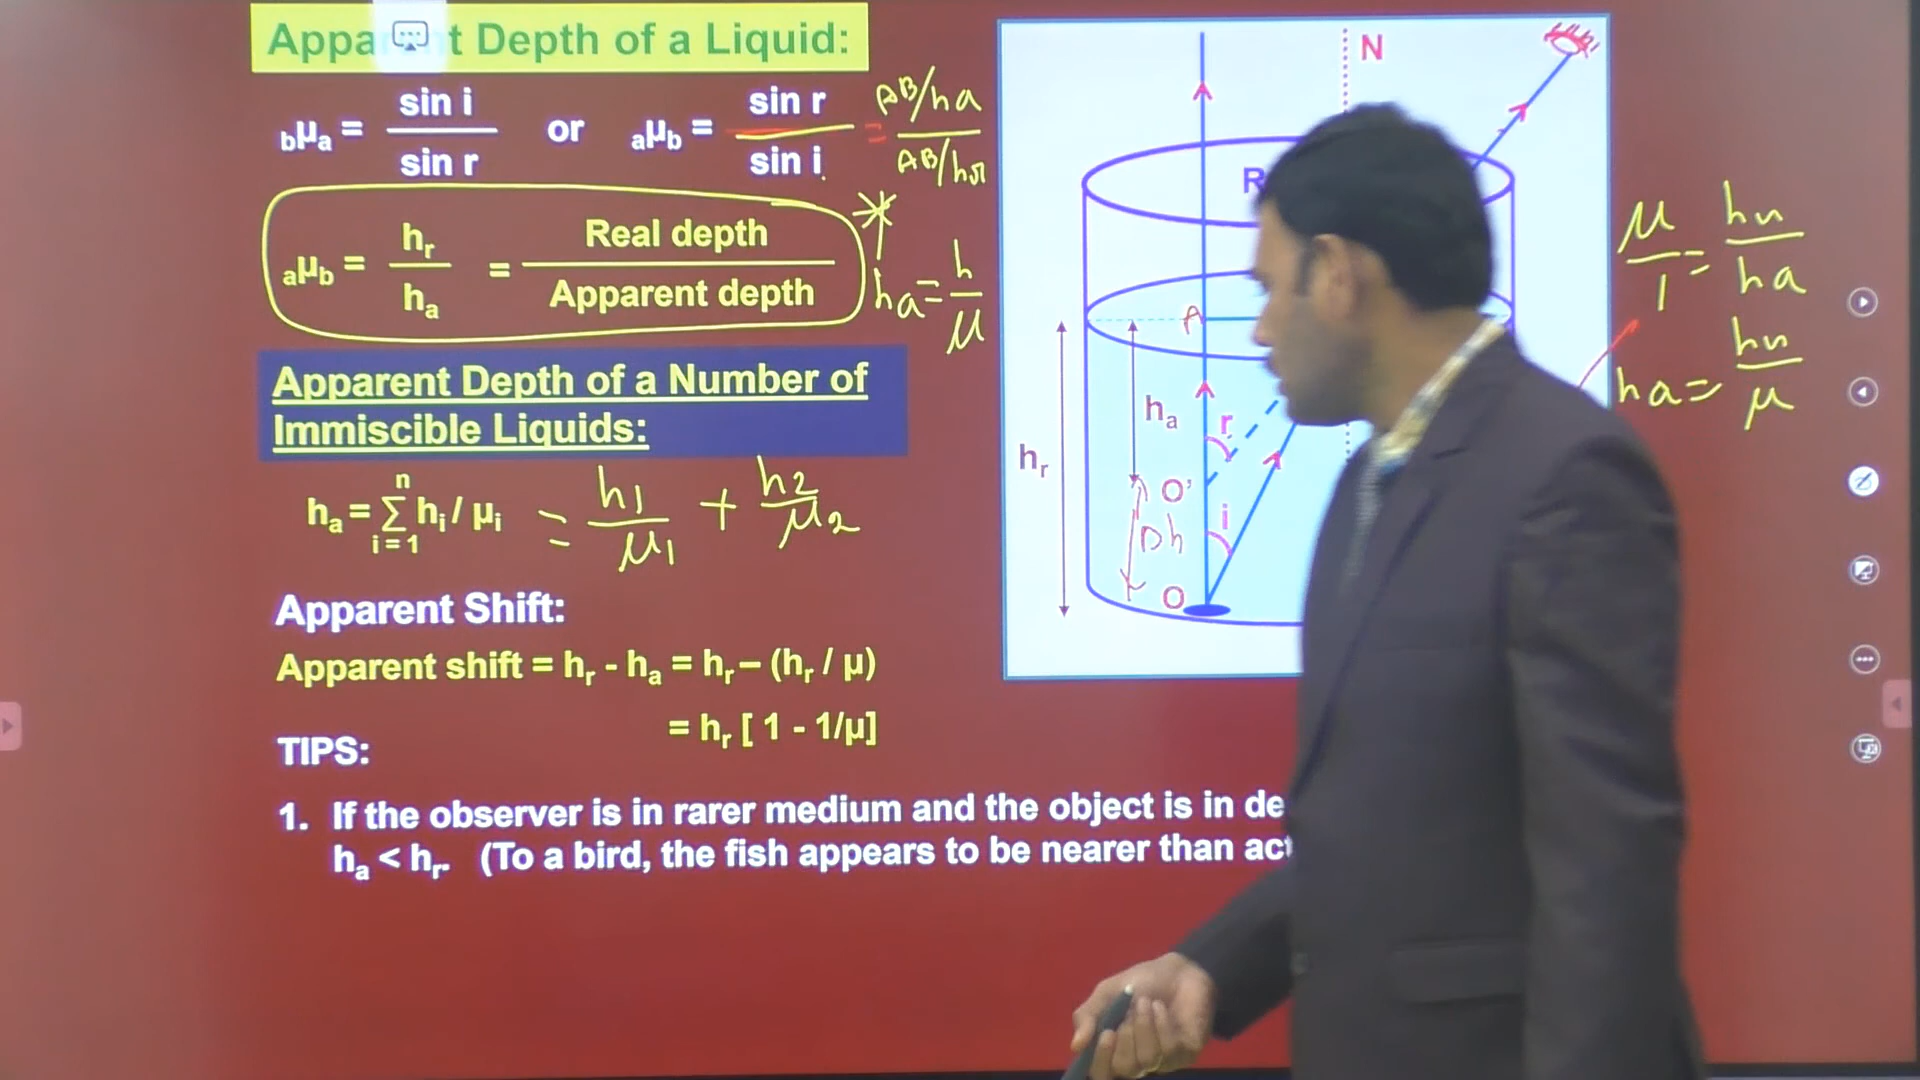 Appa t Depth of a Liquid:
bμa = sin i / sin r or aμb = sin r / sin i = AB/ha / AB/hr
aμb = hr / ha = Real depth / Apparent depth
ha = h / μ
Apparent Depth of a Number of
Immiscible Liquids:
ha = n Σ i = 1 hi / μi = h1 / μ1 + h2 / μ2
Apparent Shift:
Apparent shift = hr - ha = hr – (hr / μ)
= hr [ 1 - 1/μ]
TIPS:
1. If the observer is in rarer medium and the object is in de
ha < hr. (To a bird, the fish appears to be nearer than act
N
R
A
ha
r
hr
O'
i
Dh
O
μ / 1 = hr / ha
ha = hr / μ